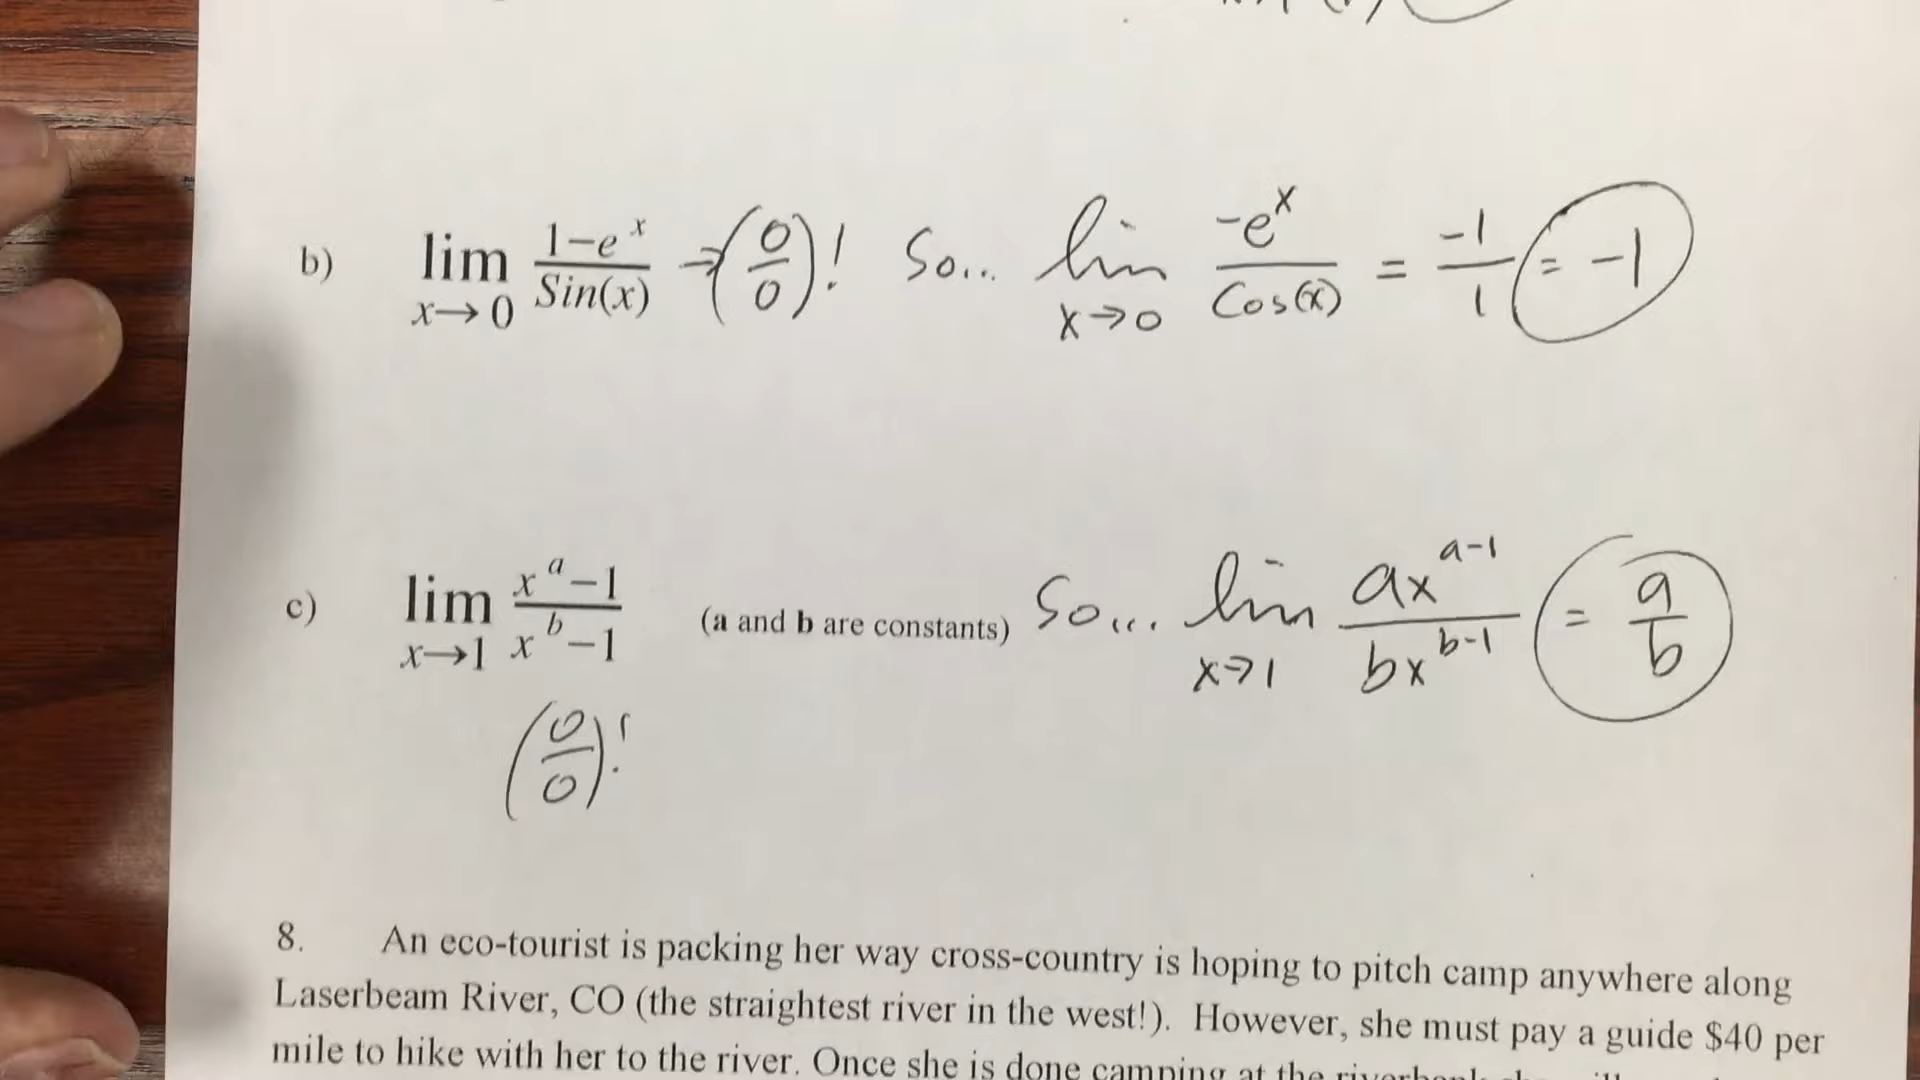 b) lim x→0 1−e^x / Sin(x) → (0/0)! So... lim x→0 -e^x / Cos(x) = -1/1 = -1
c) lim x→1 x^a−1 / x^b−1 (a and b are constants) So... lim x→1 ax^(a-1) / bx^(b-1) = a/b
(0/0)!
8. An eco-tourist is packing her way cross-country is hoping to pitch camp anywhere along
Laserbeam River, CO (the straightest river in the west!). However, she must pay a guide $40 per
mile to hike with her to the river. Once she is done camping at the